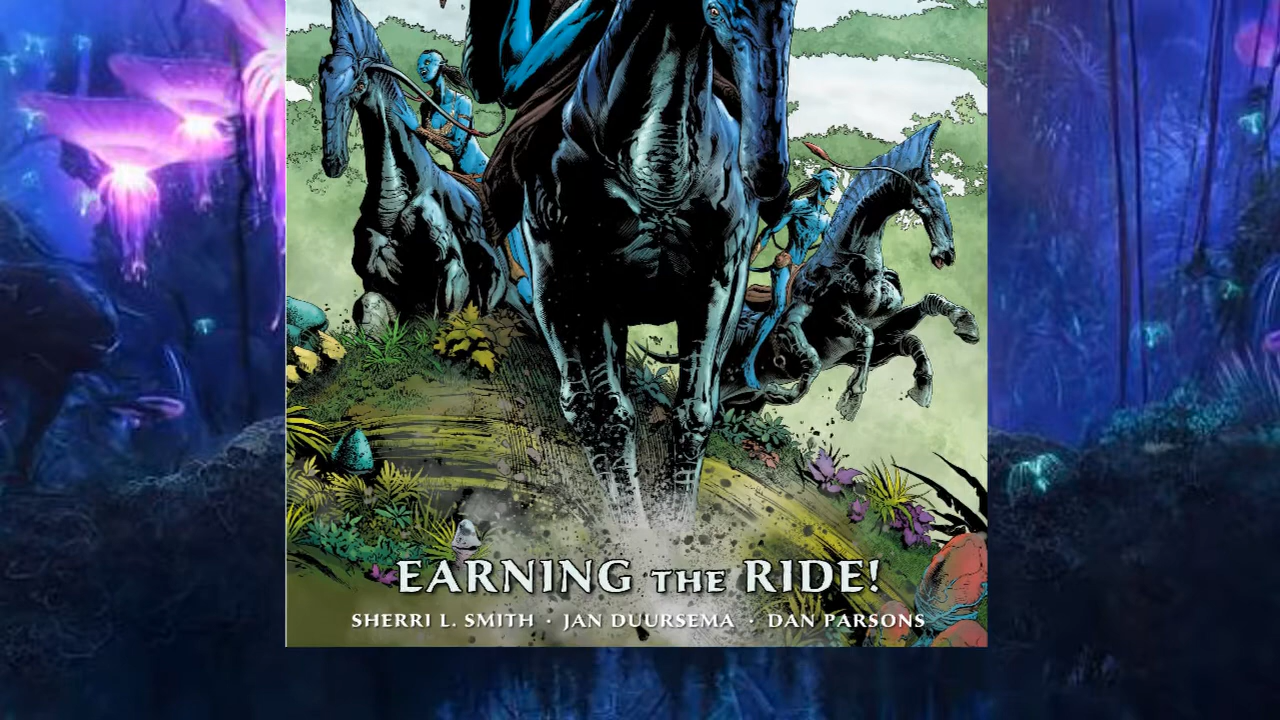 EARNING THE RIDE!
SHERRI L. SMITH · JAN DUURSEMA · DAN PARSONS